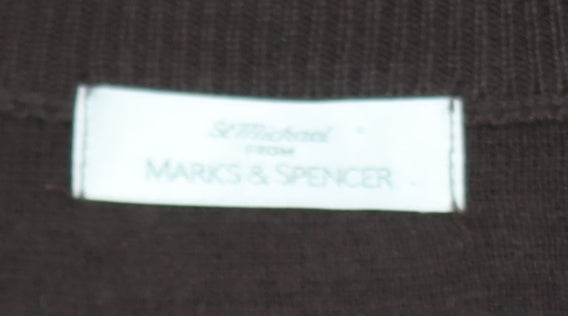 St Michael
FROM
MARKS & SPENCER